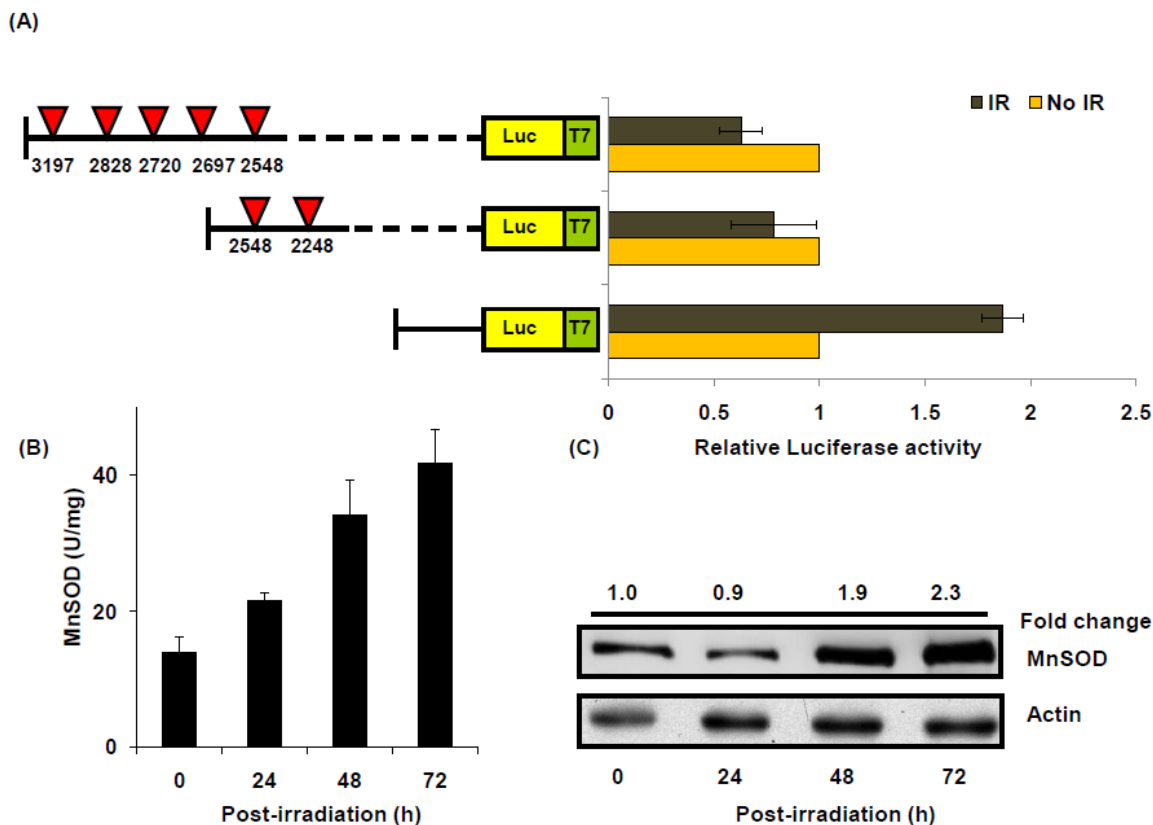 (A)
IR No IR
Luc T7
3197 2828 2720 2697 2548
Luc T7
2548 2248
Luc T7
0 0.5 1 1.5 2 2.5
Relative Luciferase activity
(B)
MnSOD (U/mg)
40
20
0
0 24 48 72
Post-irradiation (h)
(C)
1.0 0.9 1.9 2.3
Fold change
MnSOD
Actin
0 24 48 72
Post-irradiation (h)